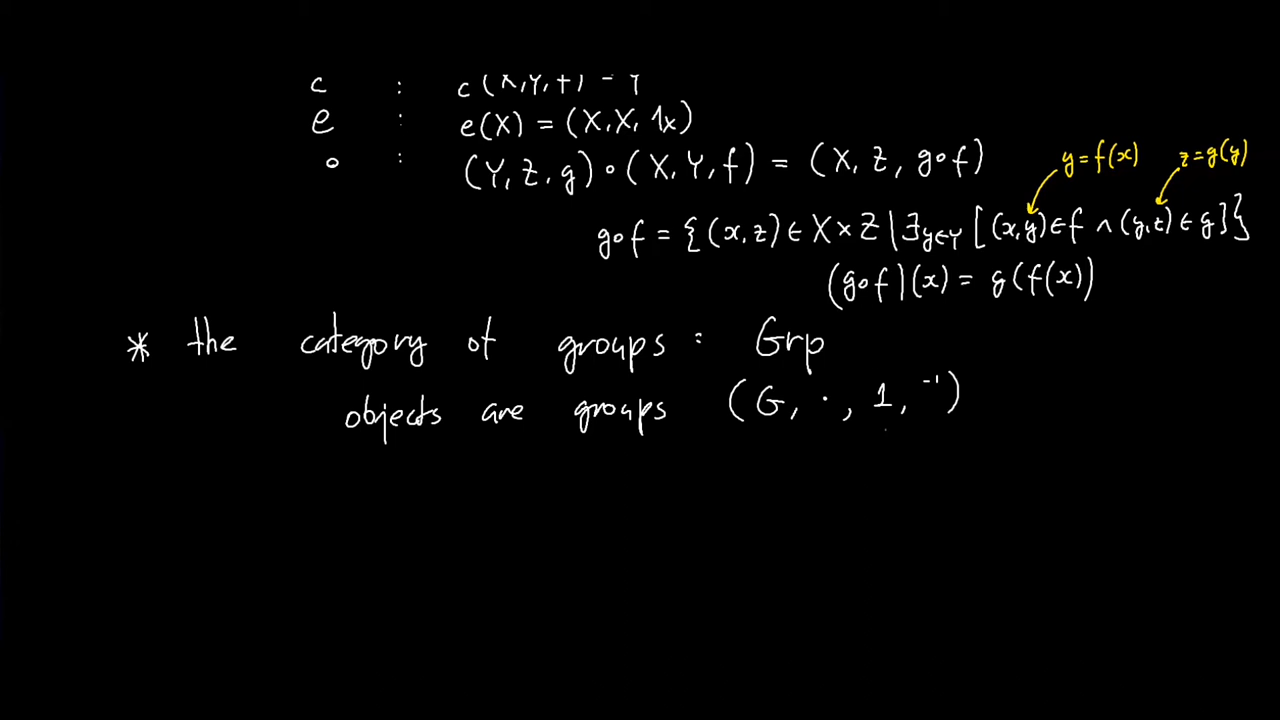 c : c(X,Y,f) = Y
e : e(X) = (X,X,1x)
∘ : (Y,Z,g)∘(X,Y,f) = (X,Z,g∘f)
y=f(x) z=g(y)
g∘f = {(x,z)∈X×Z|∃y∈Y[(x,y)∈f ∧(y,z)∈g]}
(g∘f)(x) = g(f(x))
* the category of groups : Grp
objects are groups (G, ·, 1, ⁻¹)